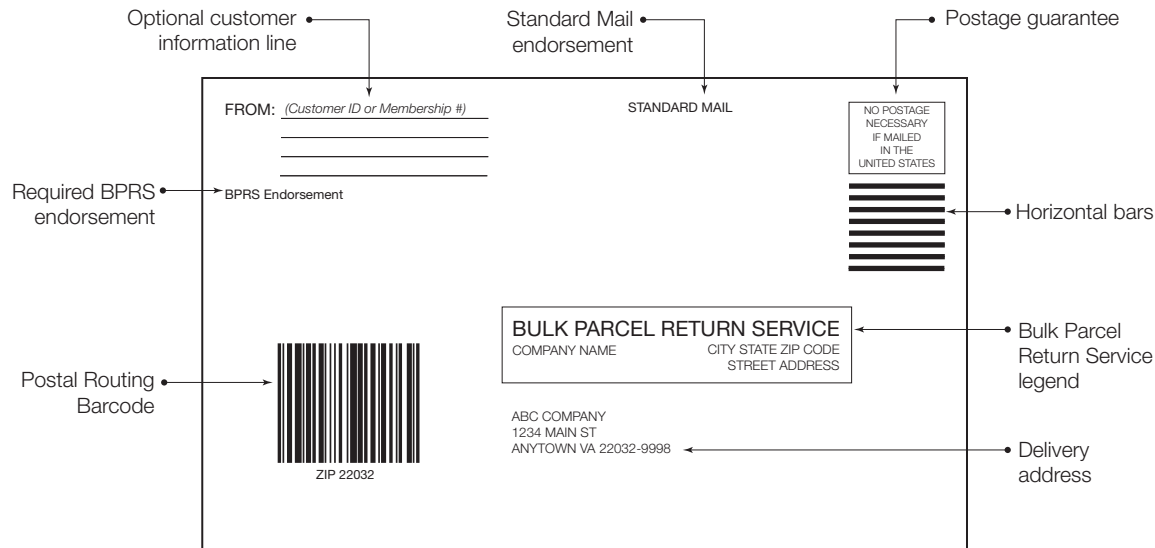 Optional customer
information line
Standard Mail
endorsement
Postage guarantee
FROM: (Customer ID or Membership #)
STANDARD MAIL
NO POSTAGE
NECESSARY
IF MAILED
IN THE
UNITED STATES
Required BPRS
endorsement
BPRS Endorsement
Horizontal bars
BULK PARCEL RETURN SERVICE
COMPANY NAME CITY STATE ZIP CODE
STREET ADDRESS
Bulk Parcel
Return Service
legend
Postal Routing
Barcode
ZIP 22032
ABC COMPANY
1234 MAIN ST
ANYTOWN VA 22032-9998
Delivery
address